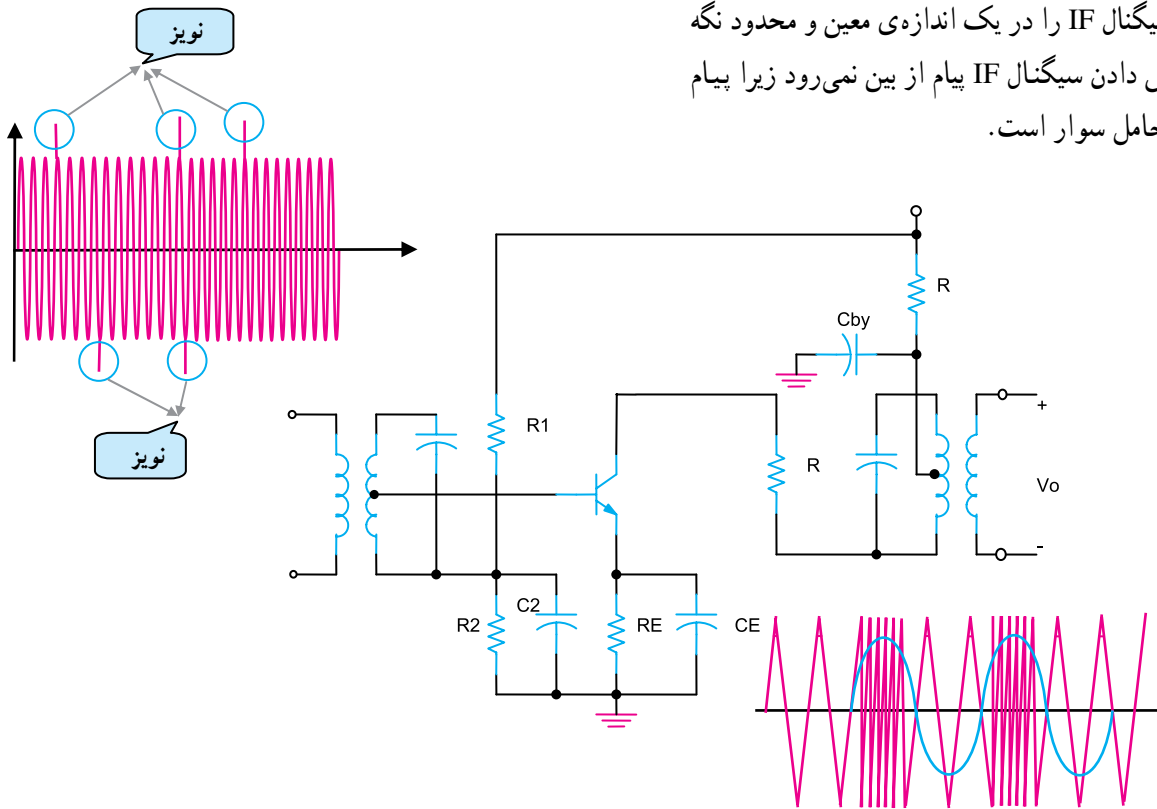 سیگنال IF را در یک اندازه‌ی معین و محدود نگه
دادن سیگنال IF پیام از بین نمی‌رود زیرا پیام
حامل سوار است.
نویز
نویز
R
Cby
R1
R
+
Vo
-
R2
C2
RE
CE